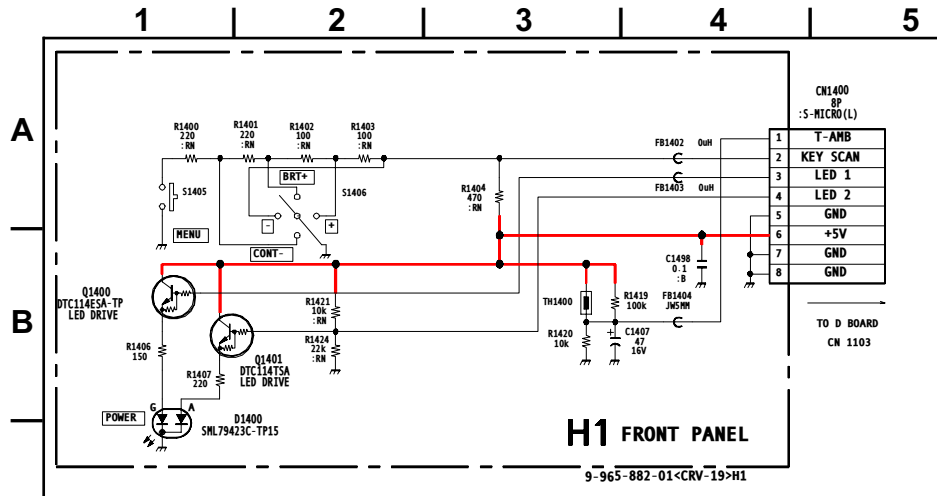 1 2 3 4 5
A
B
CN1400
8P
:S-MICRO(L)
1 T-AMB
2 KEY SCAN
3 LED 1
4 LED 2
5 GND
6 +5V
7 GND
8 GND
TO D BOARD
CN 1103
R1400
220
:RN
R1401
220
:RN
R1402
100
:RN
R1403
100
:RN
FB1402 0uH
FB1403 0uH
S1405
MENU
BRT+
S1406
-
+
CONT-
R1404
470
:RN
C1498
0.1
:B
Q1400
DTC114ESA-TP
LED DRIVE
R1421
10k
:RN
R1424
22k
:RN
TH1400
R1419
100k
FB1404
JW5MM
R1420
10k
+
C1407
47
16V
R1406
150
R1407
220
Q1401
DTC114TSA
LED DRIVE
POWER
G A
D1400
SML79423C-TP15
H1 FRONT PANEL
9-965-882-01<CRV-19>H1